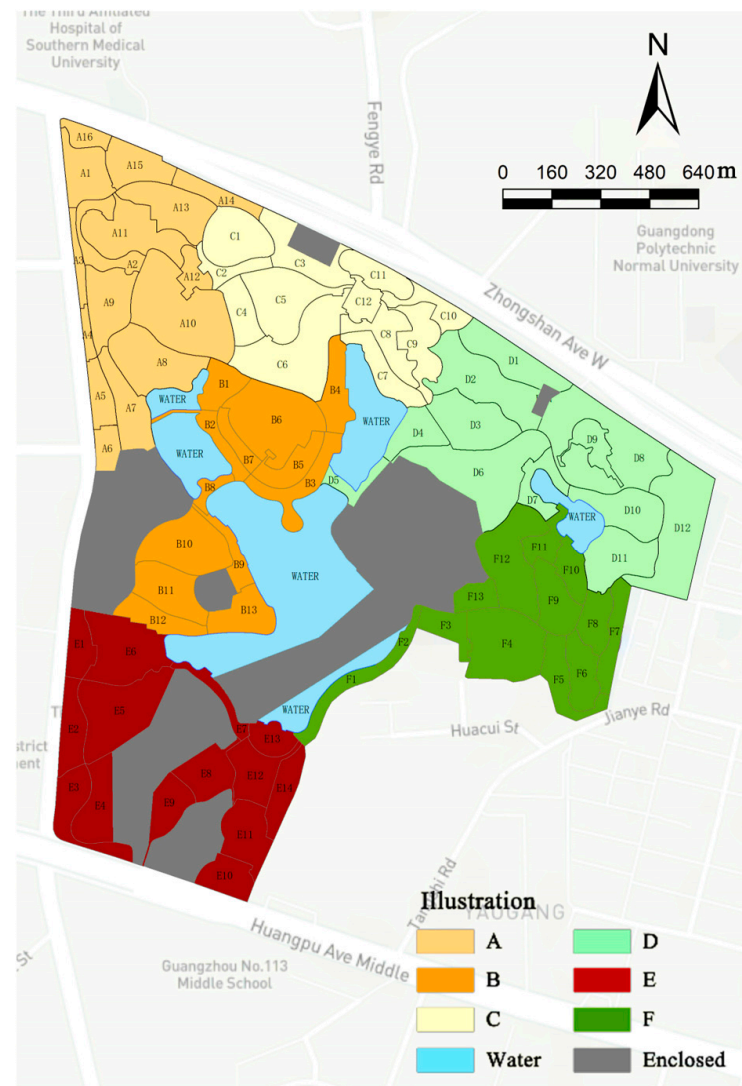 The Third Affiliated
Hospital of
Southern Medical
University
Fengye Rd
N
0 160 320 480 640 m
Guangdong
Polytechnic
Normal University
Zhongshan Ave W
A16
A1
A15
A14
A13
A11
A3
A2
A12
A9
A10
A4
A8
A5
A7
A6
C1
C2
C3
C11
C12
C4
C5
C10
C8
C9
C6
C7
B1
B4
B2
B6
B7
B5
B3
B8
B10
B9
B11
B12
B13
WATER
WATER
WATER
WATER
WATER
WATER
D1
D2
D3
D4
D5
D6
D7
D8
D9
D10
D11
D12
F11
F12
F10
F13
F9
F3
F8
F7
F4
F2
F1
F5
F6
E1
E6
E5
E2
E7
E13
E3
E4
E8
E12
E9
E14
E11
E10
strict
ent
Huacui St
Jianye Rd
YAOGANG
Huangpu Ave Middle
St
Guangzhou No.113
Middle School
Illustration
A D
B E
C F
Water Enclosed